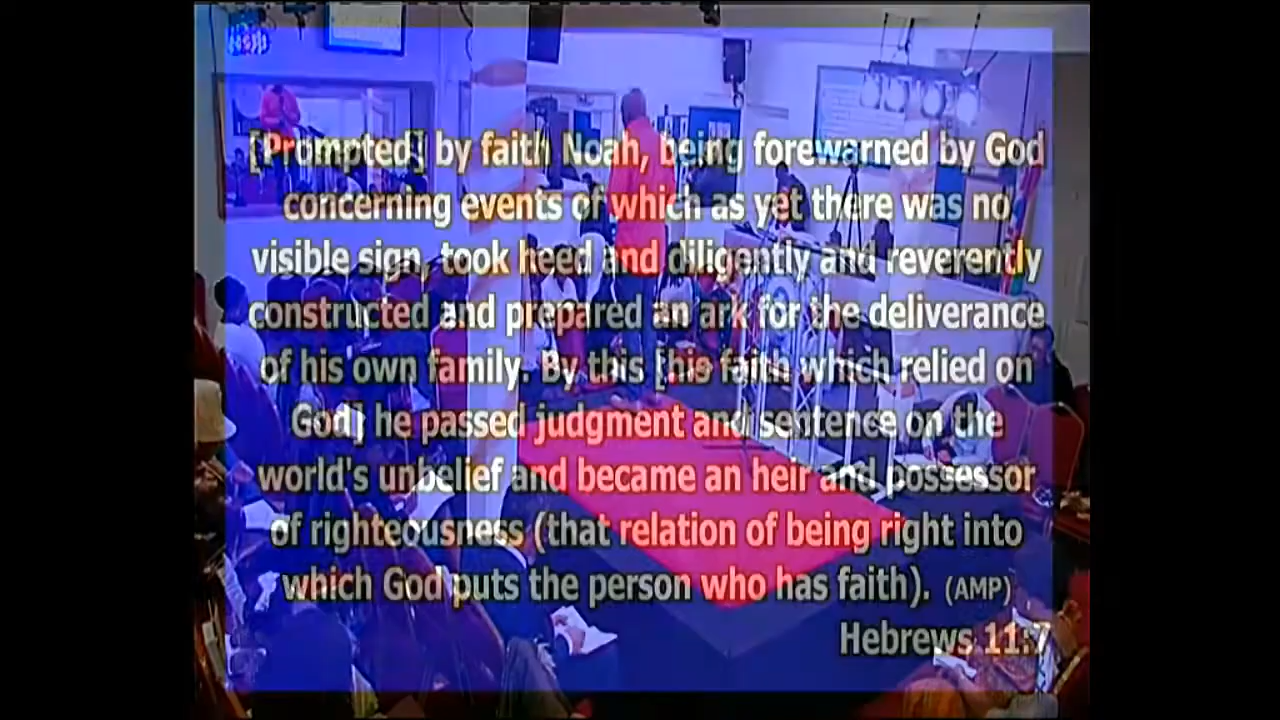 [Prompted] by faith Noah, being forewarned by God
concerning events of which as yet there was no
visible sign, took heed and diligently and reverently
constructed and prepared an ark for the deliverance
of his own family. By this [his faith which relied on
God] he passed judgment and sentence on the
world's unbelief and became an heir and possessor
of righteousness (that relation of being right into
which God puts the person who has faith). (AMP)
Hebrews 11:7